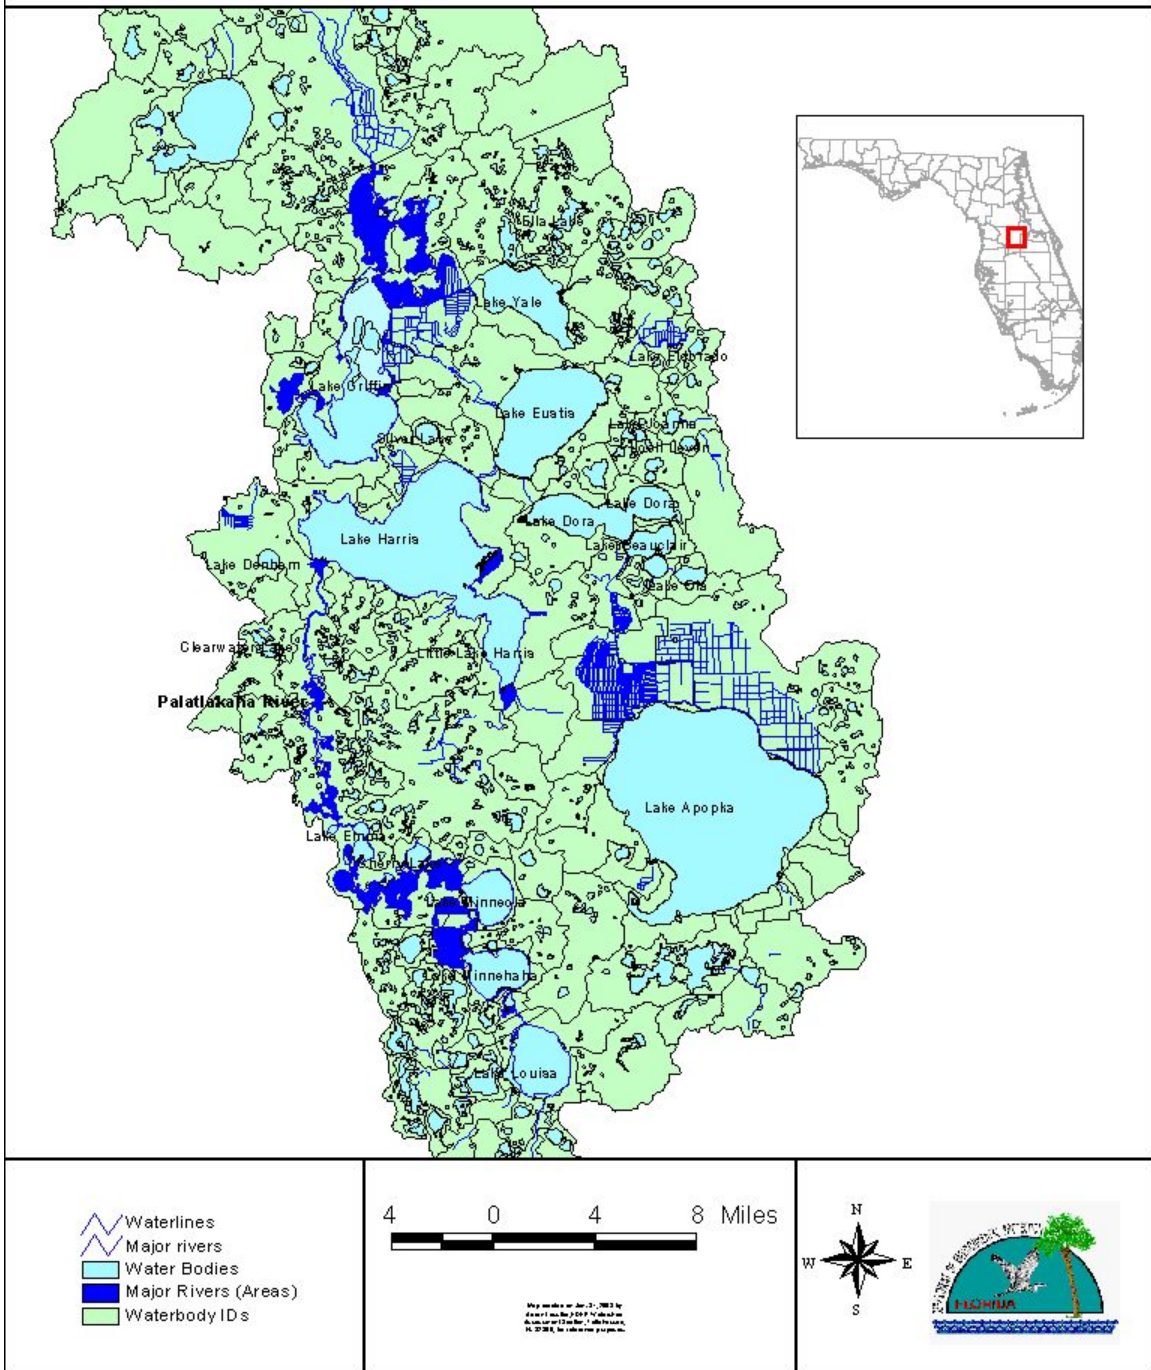 Ella Lake
Lake Yale
Lake Eldorado
Lake Griffin
Lake Eustis
Lake Joanna
Silver Lake
Lake Dora
Lake Dora
Lake Harris
Lake Beauclair
Lake Denham
Lake Ola
Clearwater Lake
Little Lake Harris
Palatlakaha River
Lake Apopka
Lake Emma
Cherry Lake
Lake Minneola
Lake Minnehaha
Lake Louisa
Waterlines
Major rivers
Water Bodies
Major Rivers (Areas)
Waterbody IDs
4 0 4 8 Miles
N
W E
S
FLORIDA